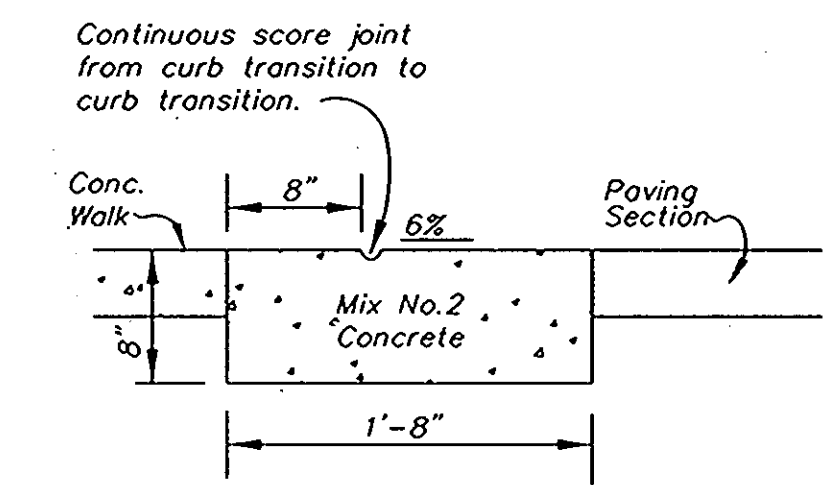 Continuous score joint
from curb transition to
curb transition.
Conc.
Walk
8"
6%
Paving
Section
8"
Mix No.2
Concrete
1'-8"